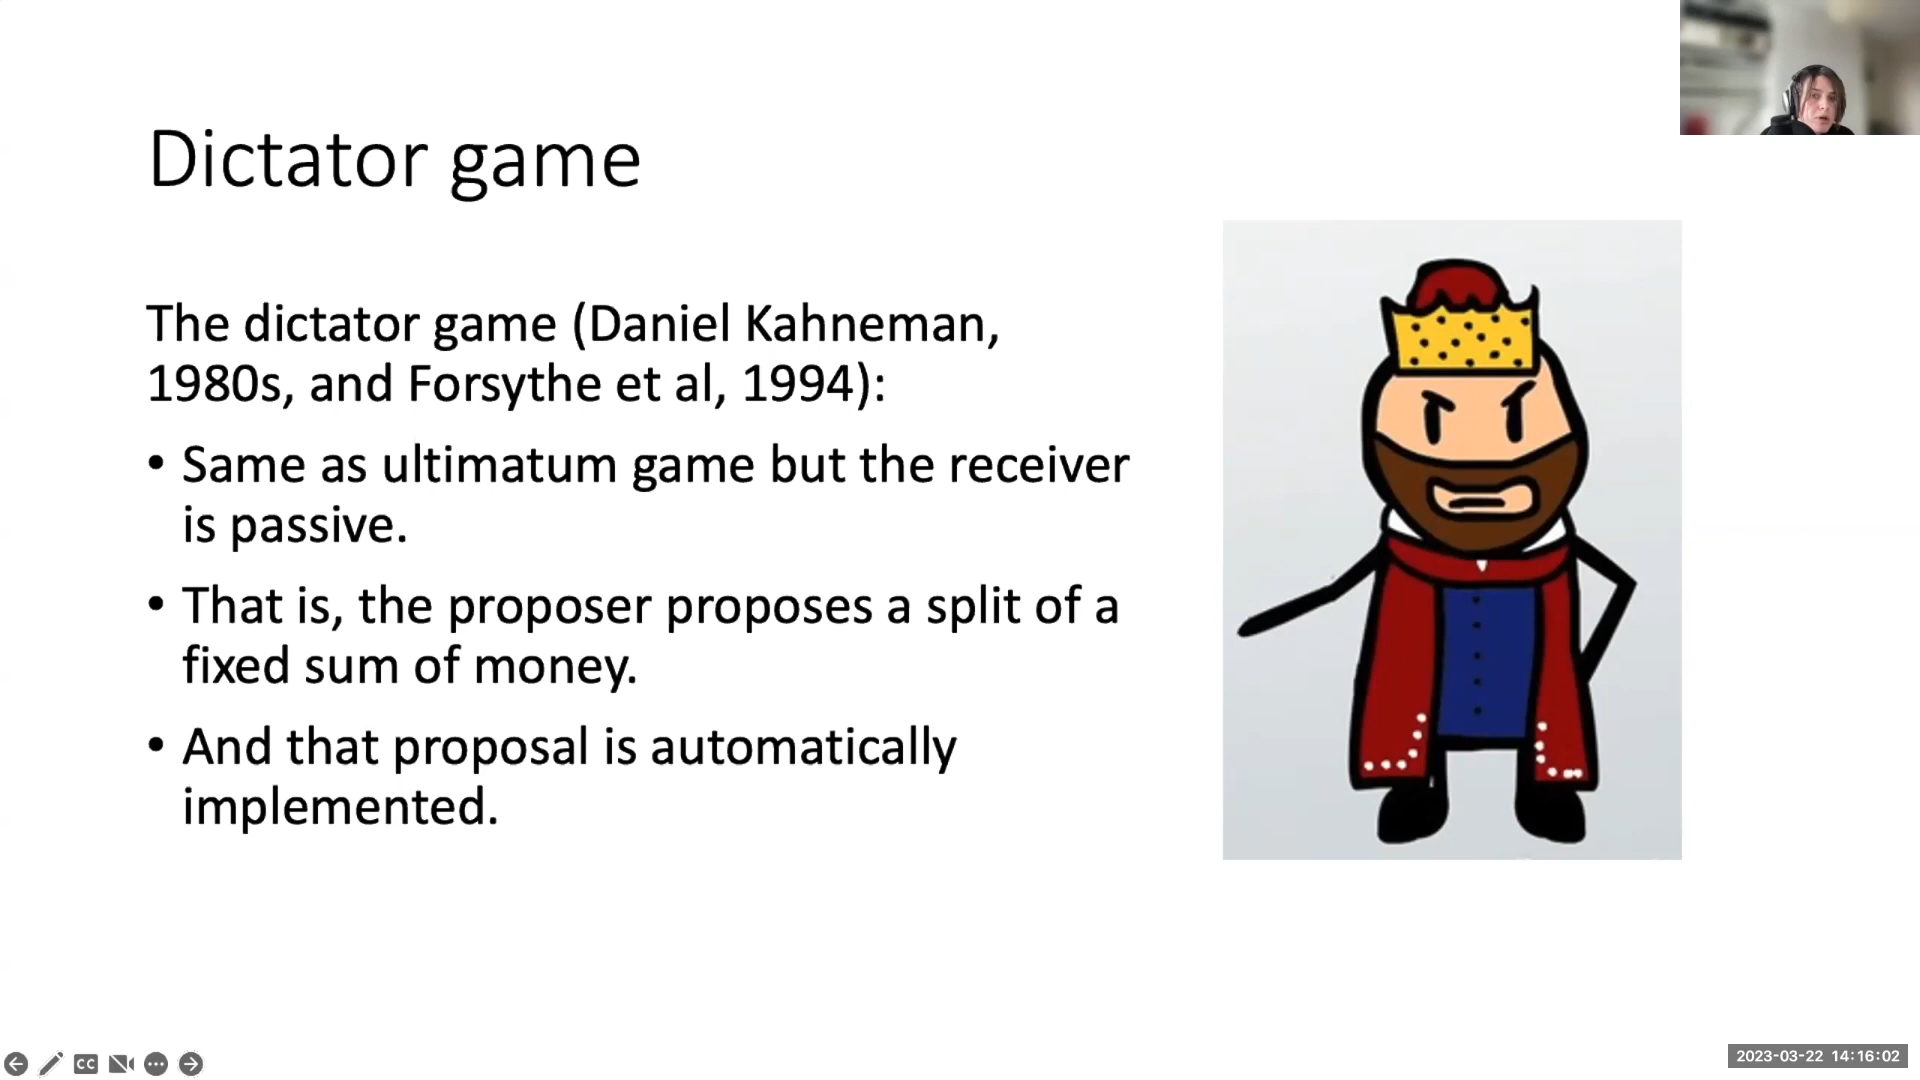 Dictator game
The dictator game (Daniel Kahneman,
1980s, and Forsythe et al, 1994):
• Same as ultimatum game but the receiver
is passive.
• That is, the proposer proposes a split of a
fixed sum of money.
• And that proposal is automatically
implemented.
CC
2023-03-22 14:16:02